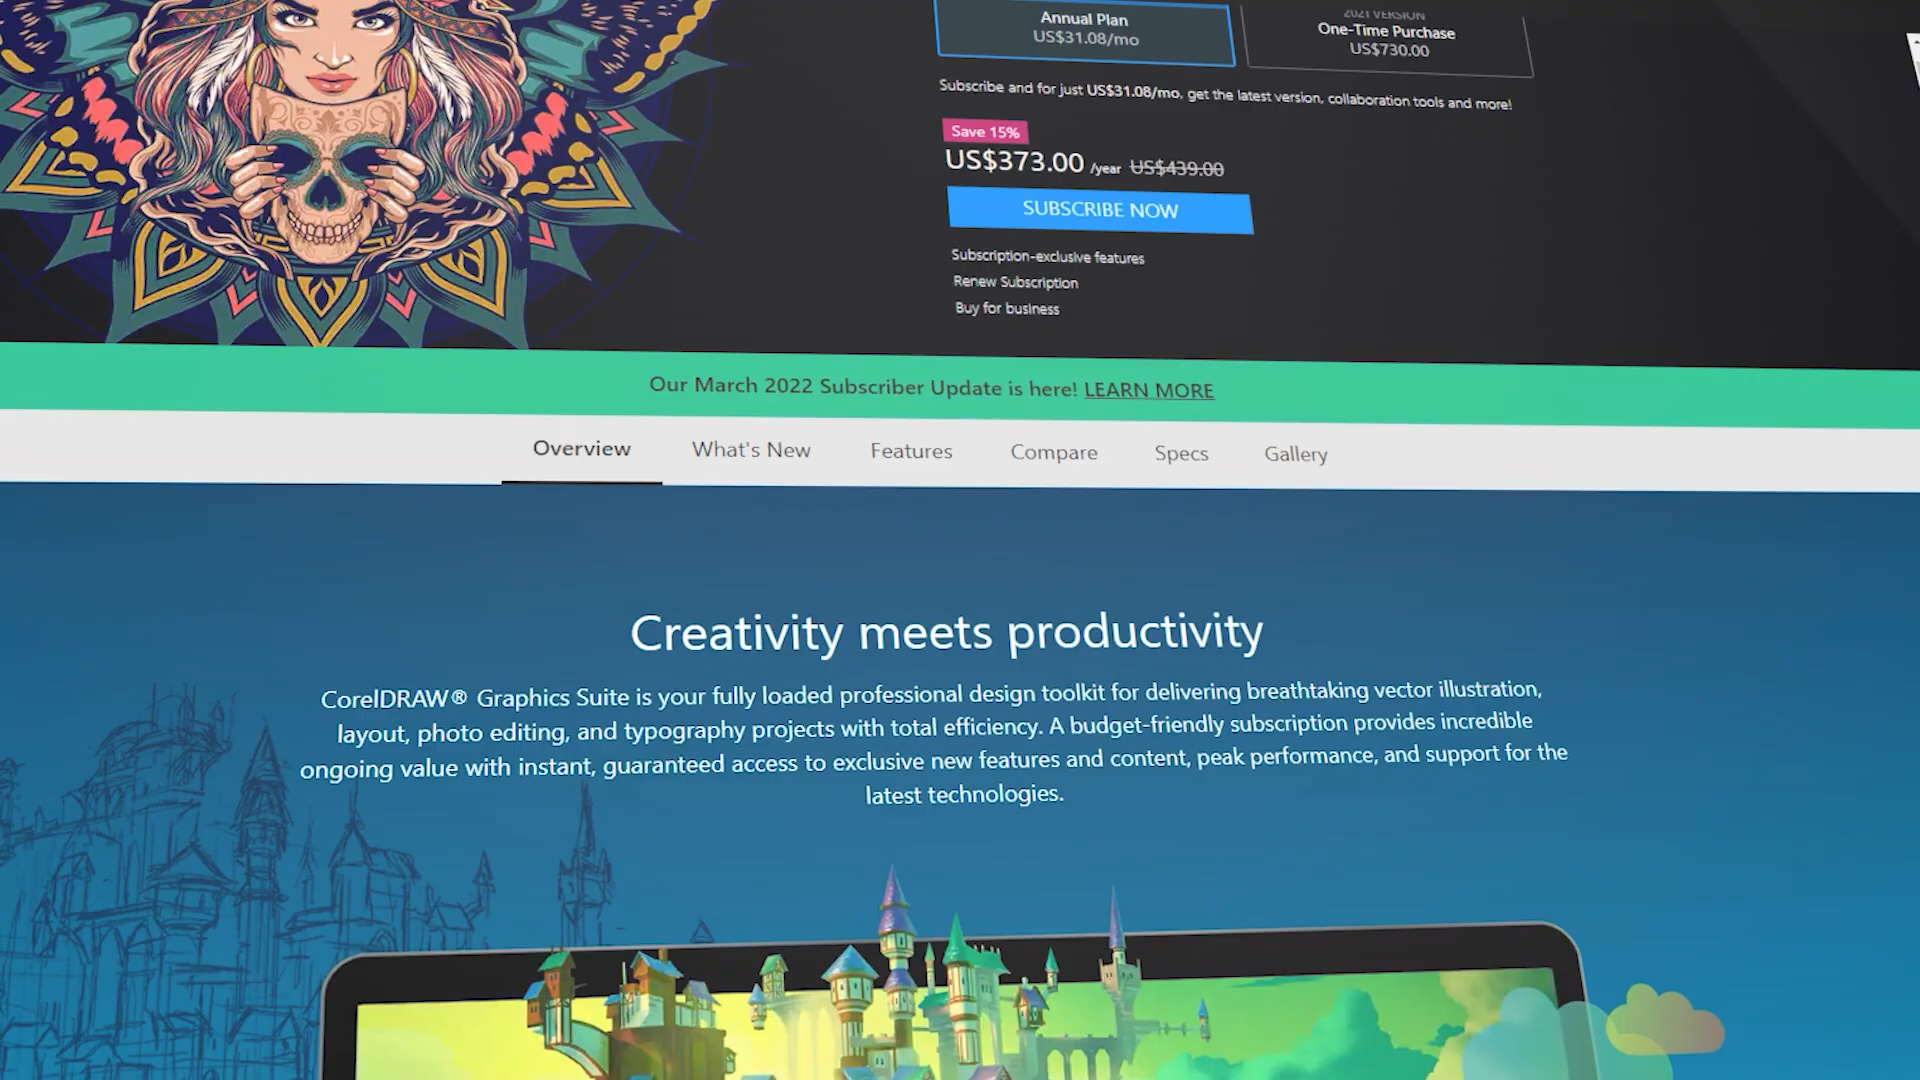 Annual Plan
US$31.08/mo
2021 VERSION
One-Time Purchase
US$730.00
Subscribe and for just US$31.08/mo, get the latest version, collaboration tools and more!
Save 15%
US$373.00 /year US$439.00
SUBSCRIBE NOW
Subscription-exclusive features
Renew Subscription
Buy for business
Our March 2022 Subscriber Update is here! LEARN MORE
Overview What's New Features Compare Specs Gallery
Creativity meets productivity
CorelDRAW® Graphics Suite is your fully loaded professional design toolkit for delivering breathtaking vector illustration,
layout, photo editing, and typography projects with total efficiency. A budget-friendly subscription provides incredible
ongoing value with instant, guaranteed access to exclusive new features and content, peak performance, and support for the
latest technologies.